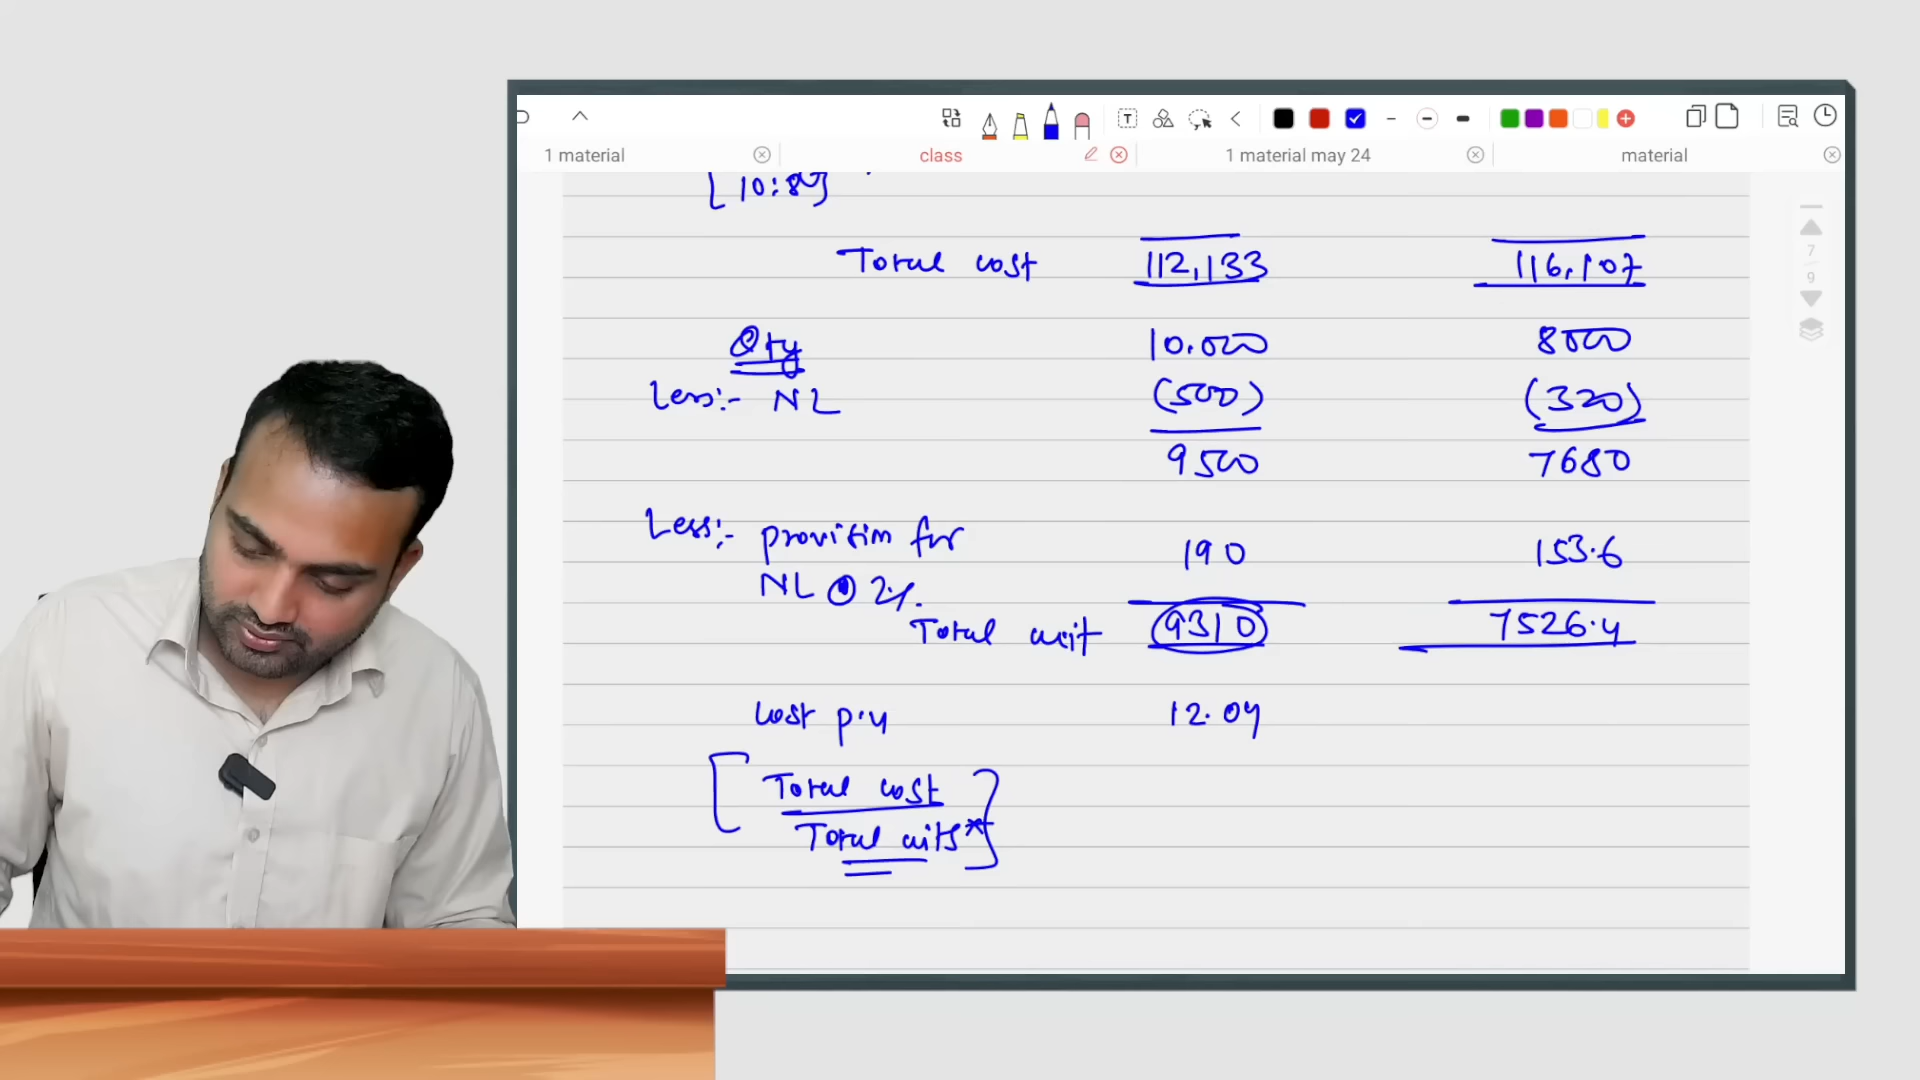 T
1 material
class
1 material may 24
material
7
9
Total cost 112,133 116,107
Qty 10,000 8000
Less:- NL (500) (320)
9500 7680
Less:- provision for 190 153.6
NL @ 2%.
Total unit 9310 7526.4
Cost p.u 12.04
[Total cost
Total units*]